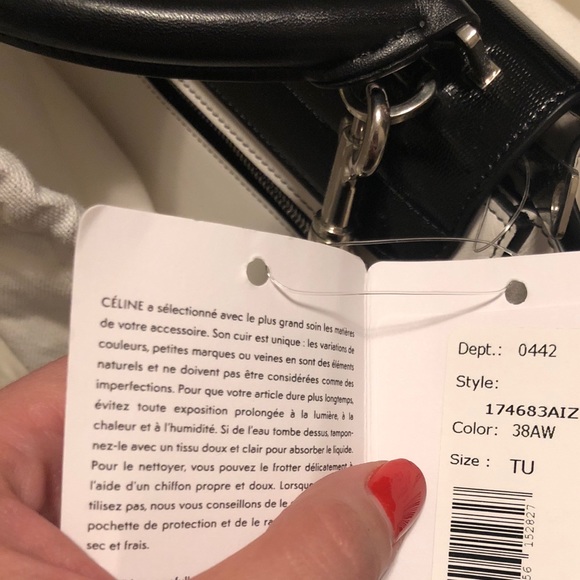 CÉLINE a sélectionné avec le plus grand soin les matières
de votre accessoire. Son cuir est unique : les variations de
couleurs, petites marques ou veines en sont des éléments
naturels et ne doivent pas être considérées comme des
imperfections. Pour que votre article dure plus longtemps,
évitez toute exposition prolongée à la lumière, à la
chaleur et à l'humidité. Si de l'eau tombe dessus, tampon-
nez-le avec un tissu doux et clair pour absorber le liquide.
Pour le nettoyer, vous pouvez le frotter délicatement à
l'aide d'un chiffon propre et doux. Lorsque
tilisez pas, nous vous conseillons de le
pochette de protection et de le
sec et frais.
Dept.: 0442
Style:
174683AIZ
Color: 38AW
Size : TU
56 152827